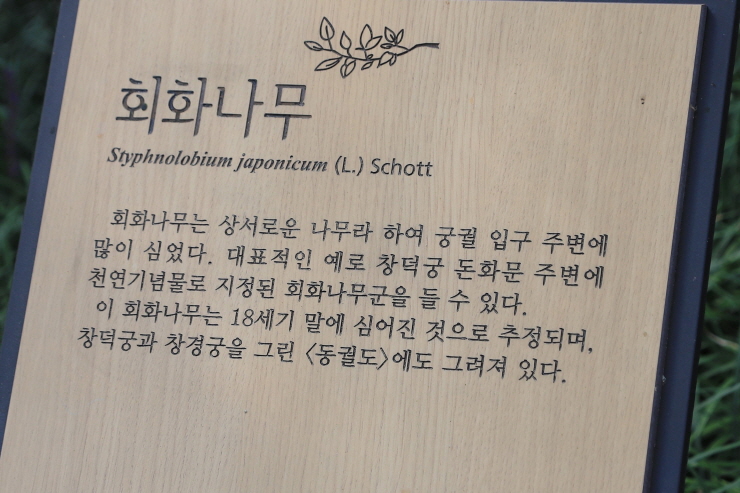 회화나무
Styphnolobium japonicum (L.) Schott
회화나무는 상서로운 나무라 하여 궁궐 입구 주변에
많이 심었다. 대표적인 예로 창덕궁 돈화문 주변에
천연기념물로 지정된 회화나무군을 들 수 있다.
이 회화나무는 18세기 말에 심어진 것으로 추정되며,
창덕궁과 창경궁을 그린 〈동궐도〉에도 그려져 있다.